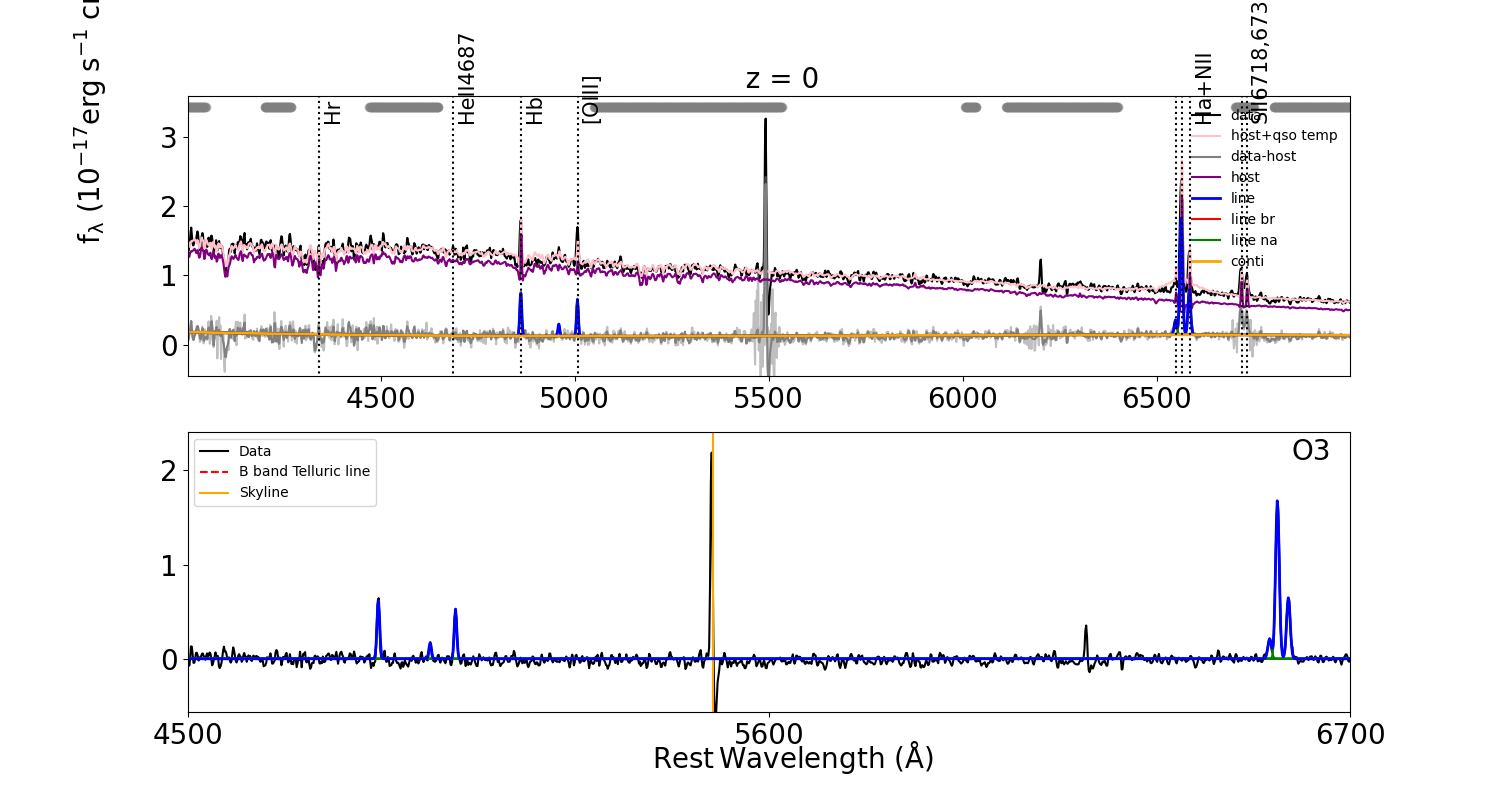 z = 0
fλ (10−17erg s−1 c
Hr
HeII4687
Hb
[OIII]
Ha+NII
SII6718,673
data
host+qso temp
data-host
host
line
line br
line na
conti
3
2
1
0
4500 5000 5500 6000 6500
Data
B band Telluric line
Skyline
O3
2
1
0
4500 5600 6700
Rest Wavelength (Å)